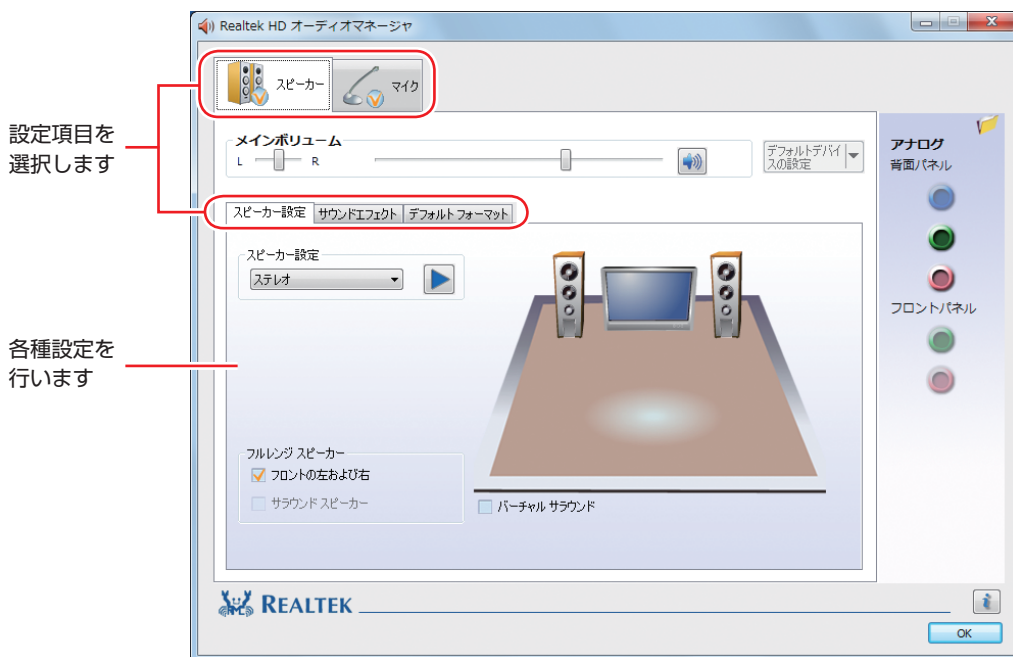 Realtek HD オーディオマネージャ
スピーカー
マイク
設定項目を
選択します
メインボリューム
L
R
デフォルトデバイ
スの設定
アナログ
背面パネル
スピーカー設定
サウンドエフェクト
デフォルト フォーマット
スピーカー設定
ステレオ
フロントパネル
各種設定を
行います
フルレンジ スピーカー
フロントの左および右
サラウンド スピーカー
バーチャル サラウンド
REALTEK
i
OK